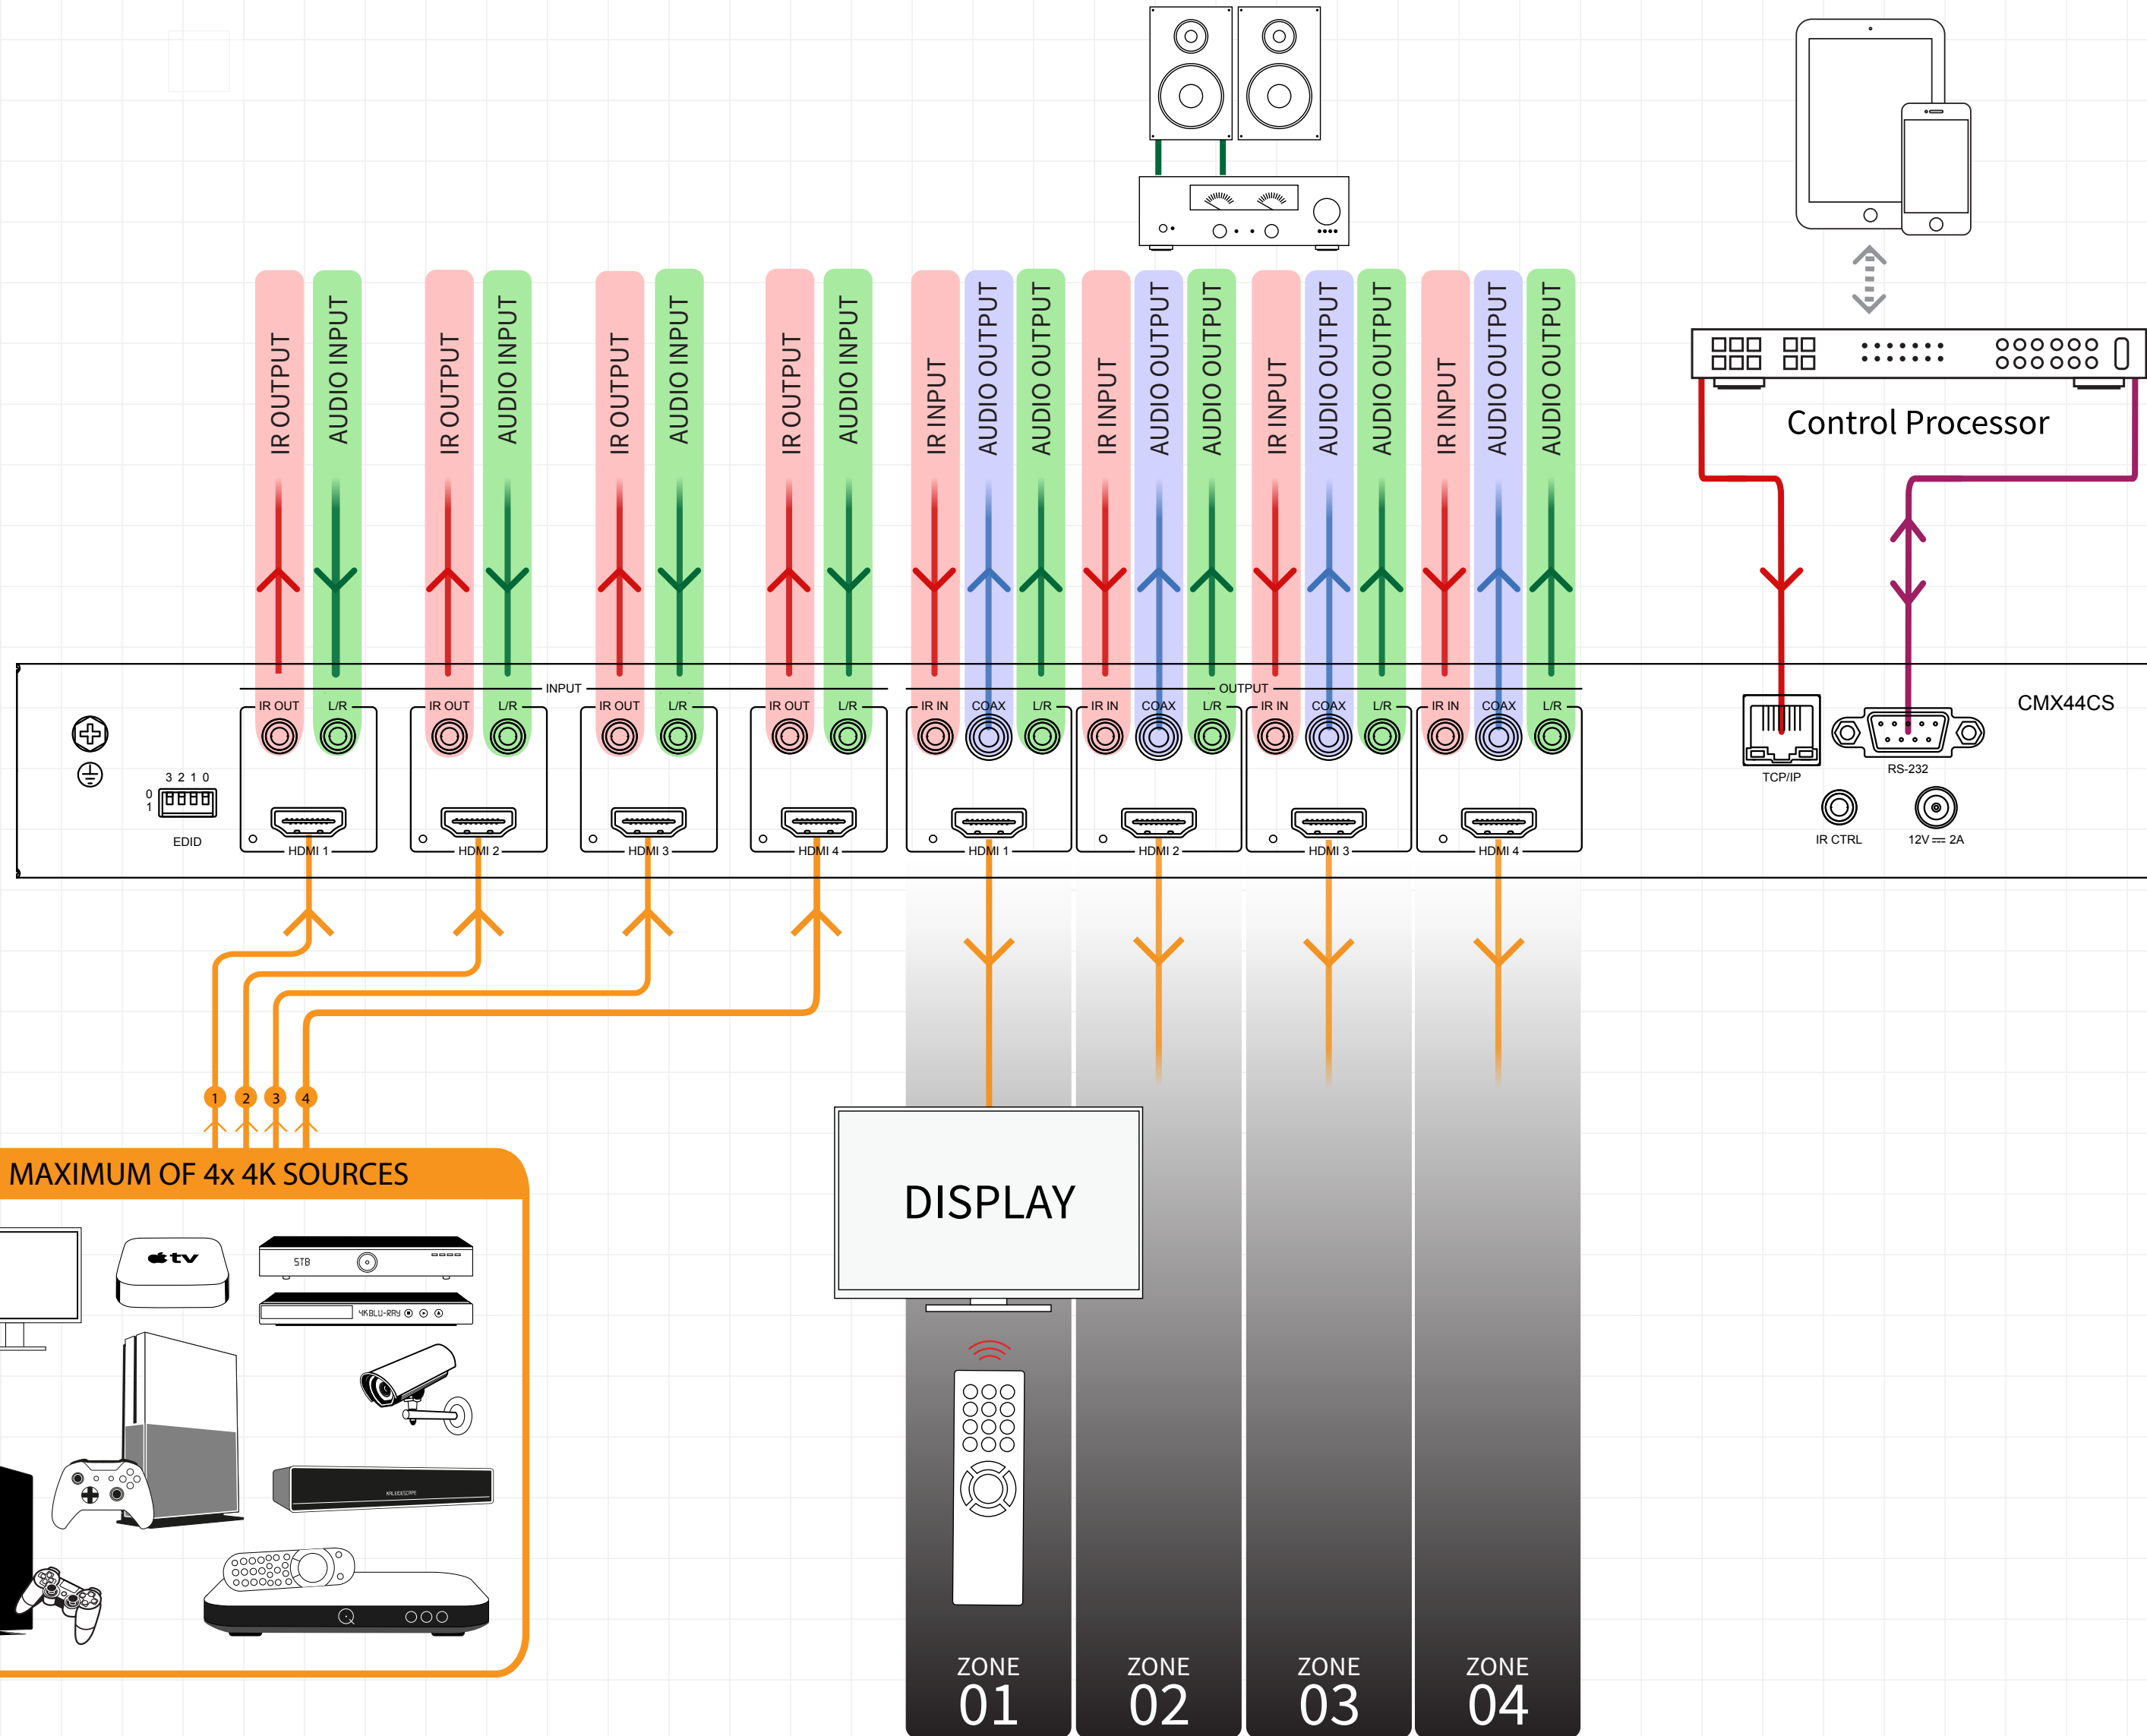 IR OUTPUT
AUDIO INPUT
IR OUTPUT
AUDIO INPUT
IR OUTPUT
AUDIO INPUT
IR OUTPUT
AUDIO INPUT
IR INPUT
AUDIO OUTPUT
AUDIO OUTPUT
IR INPUT
AUDIO OUTPUT
AUDIO OUTPUT
IR INPUT
AUDIO OUTPUT
AUDIO OUTPUT
IR INPUT
AUDIO OUTPUT
AUDIO OUTPUT
Control Processor
INPUT
OUTPUT
CMX44CS
IR OUT L/R
IR OUT L/R
IR OUT L/R
IR OUT L/R
IR IN COAX L/R
IR IN COAX L/R
IR IN COAX L/R
IR IN COAX L/R
TCP/IP
RS-232
3 2 1 0
0
1
EDID
HDMI 1
HDMI 2
HDMI 3
HDMI 4
HDMI 1
HDMI 2
HDMI 3
HDMI 4
IR CTRL
12V 2A
1 2 3 4
MAXIMUM OF 4x 4K SOURCES
tv
STB
4K BLU-RAY
KALEIDESCAPE
Q
DISPLAY
ZONE
01
ZONE
02
ZONE
03
ZONE
04